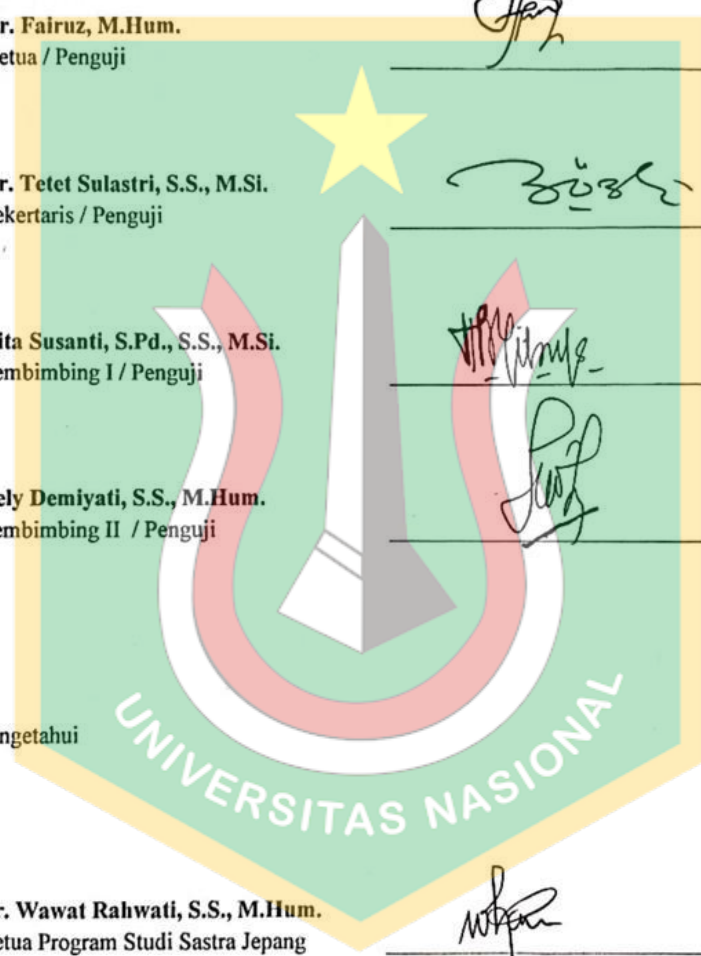 r. Fairuz, M.Hum.
etua / Penguji
r. Tetet Sulastri, S.S., M.Si.
ekertaris / Penguji
ita Susanti, S.Pd., S.S., M.Si.
embimbing I / Penguji
ely Demiyati, S.S., M.Hum.
embimbing II / Penguji
ngetahui
UNIVERSITAS NASIONAL
r. Wawat Rahwati, S.S., M.Hum.
etua Program Studi Sastra Jepang